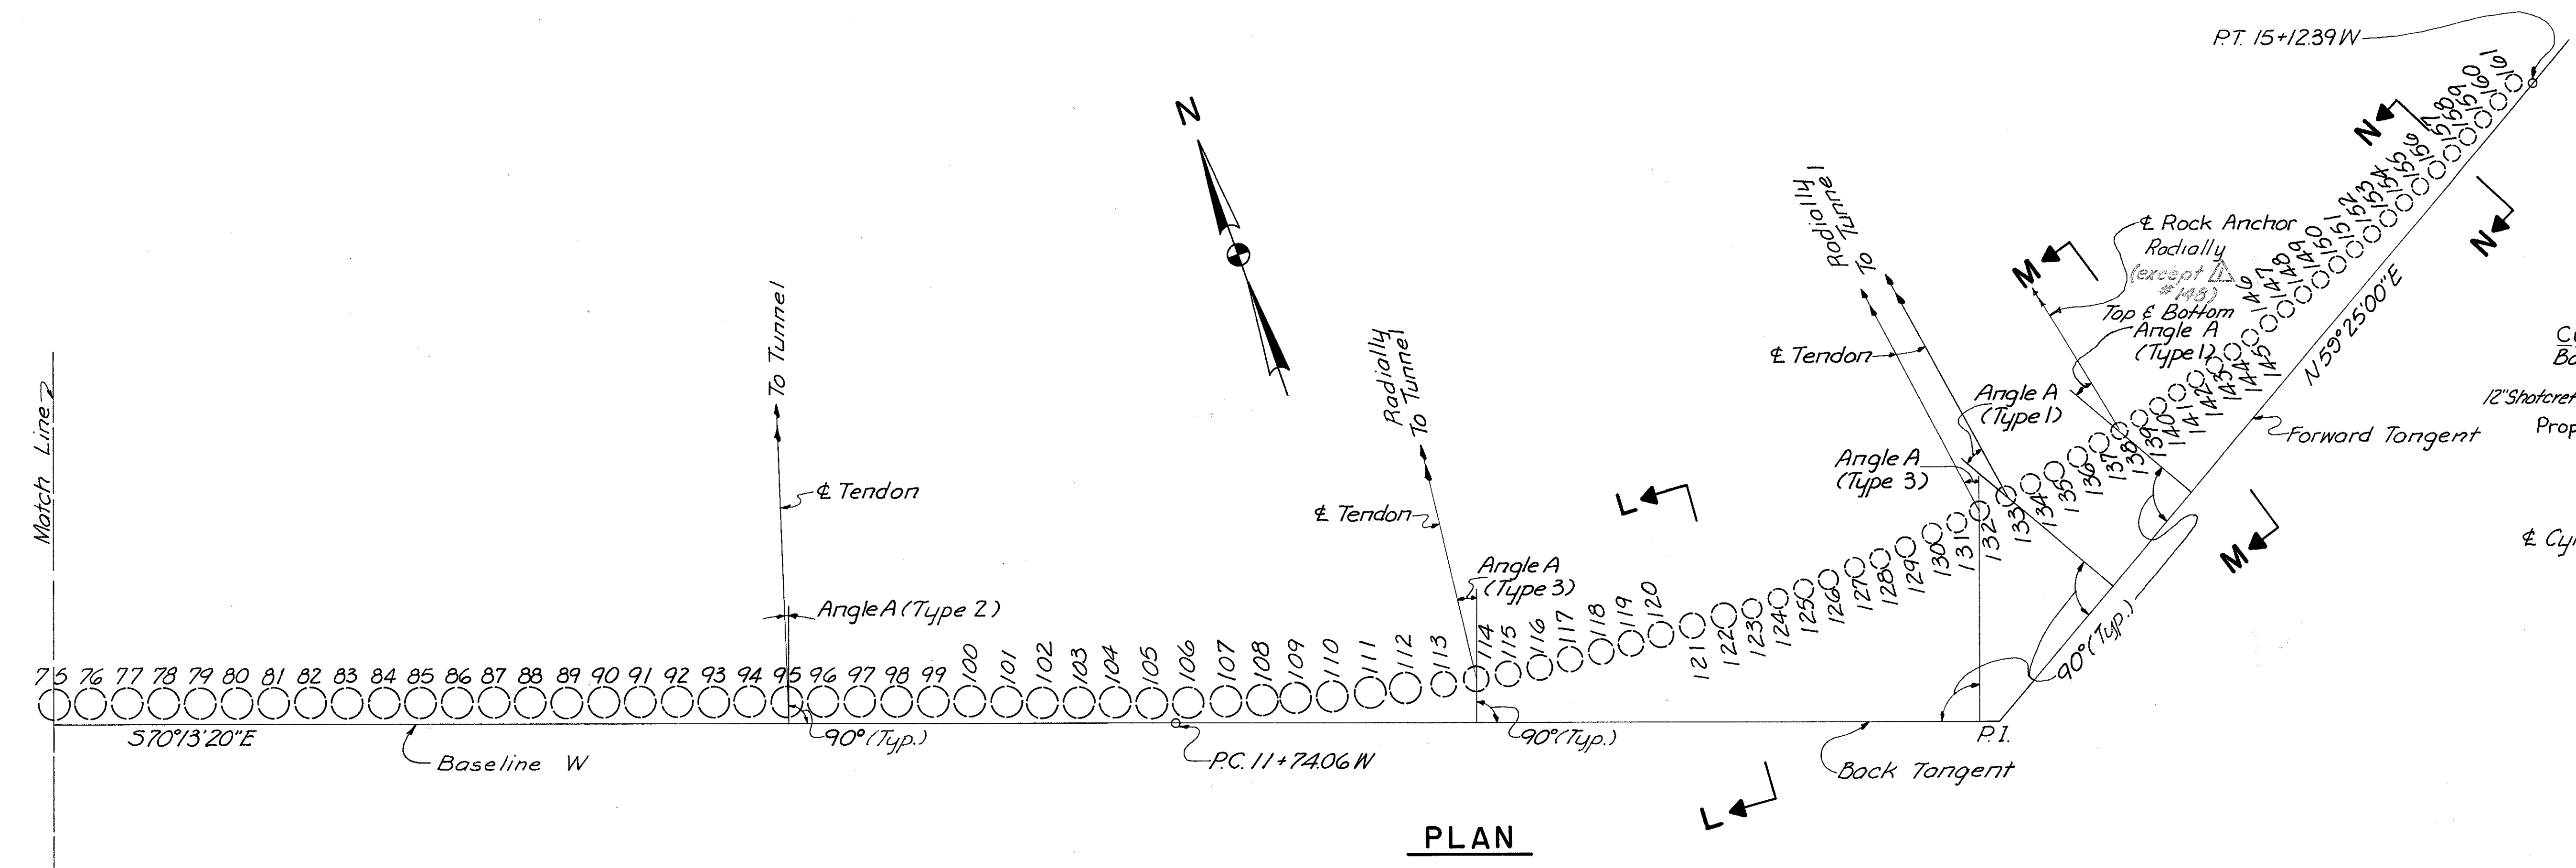 P.T. 15+12.39 W
N
Radially
To Tunnel
℄ Rock Anchor
Radially
(except 1
#148)
Top & Bottom
Angle A
(Type 1)
N
N
M
To Tunnel
Radially
To Tunnel
℄ Tendon
Angle A
(Type 1)
Angle A
(Type 3)
N 59°25'00"E
12" Shotcret
Prop
Forward Tangent
℄ Cyl
M
Match Line
℄ Tendon
℄ Tendon
L
Angle A
(Type 3)
Angle A (Type 2)
75 76 77 78 79 80 81 82 83 84 85 86 87 88 89 90 91 92 93 94 95 96 97 98 99 100 101 102 103 104 105 106 107 108 109 110 111 112 113 114 115 116 117 118 119 120 121 122 123 124 125 126 127 128 129 130 131 132 133 134 135 136 137 138 139 140 141 142 143 144 145 146 147 148 149 150 151 152 153 154 155 156 157 158 159 160 161
90° (Typ.)
S70°13'20"E
Baseline W
90° (Typ.)
P.C. 11+74.06 W
90° (Typ.)
P.I.
Back Tangent
L
PLAN